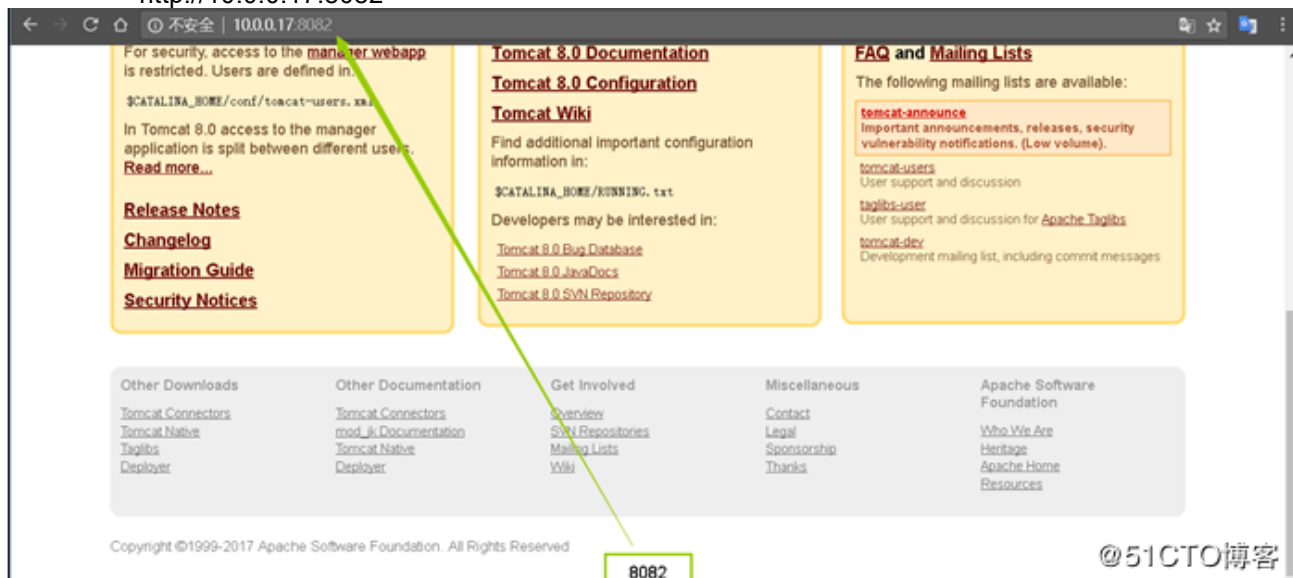 http://10.0.0.17:8082
不安全 | 10.0.0.17:8082
For security, access to the manager webapp
is restricted. Users are defined in:
$CATALINA_HOME/conf/tomcat-users.xml
In Tomcat 8.0 access to the manager
application is split between different users.
Read more...
Release Notes
Changelog
Migration Guide
Security Notices
Tomcat 8.0 Documentation
Tomcat 8.0 Configuration
Tomcat Wiki
Find additional important configuration
information in:
$CATALINA_HOME/RUNNING.txt
Developers may be interested in:
Tomcat 8.0 Bug Database
Tomcat 8.0 JavaDocs
Tomcat 8.0 SVN Repository
FAQ and Mailing Lists
The following mailing lists are available:
tomcat-announce
Important announcements, releases, security
vulnerability notifications. (Low volume).
tomcat-users
User support and discussion
taglibs-user
User support and discussion for Apache Taglibs
tomcat-dev
Development mailing list, including commit messages
Other Downloads
Tomcat Connectors
Tomcat Native
Taglibs
Deployer
Other Documentation
Tomcat Connectors
mod_jk Documentation
Tomcat Native
Deployer
Get Involved
Overview
SVN Repositories
Mailing Lists
Wiki
Miscellaneous
Contact
Legal
Sponsorship
Thanks
Apache Software
Foundation
Who We Are
Heritage
Apache Home
Resources
Copyright ©1999-2017 Apache Software Foundation. All Rights Reserved
8082
@51CTO博客